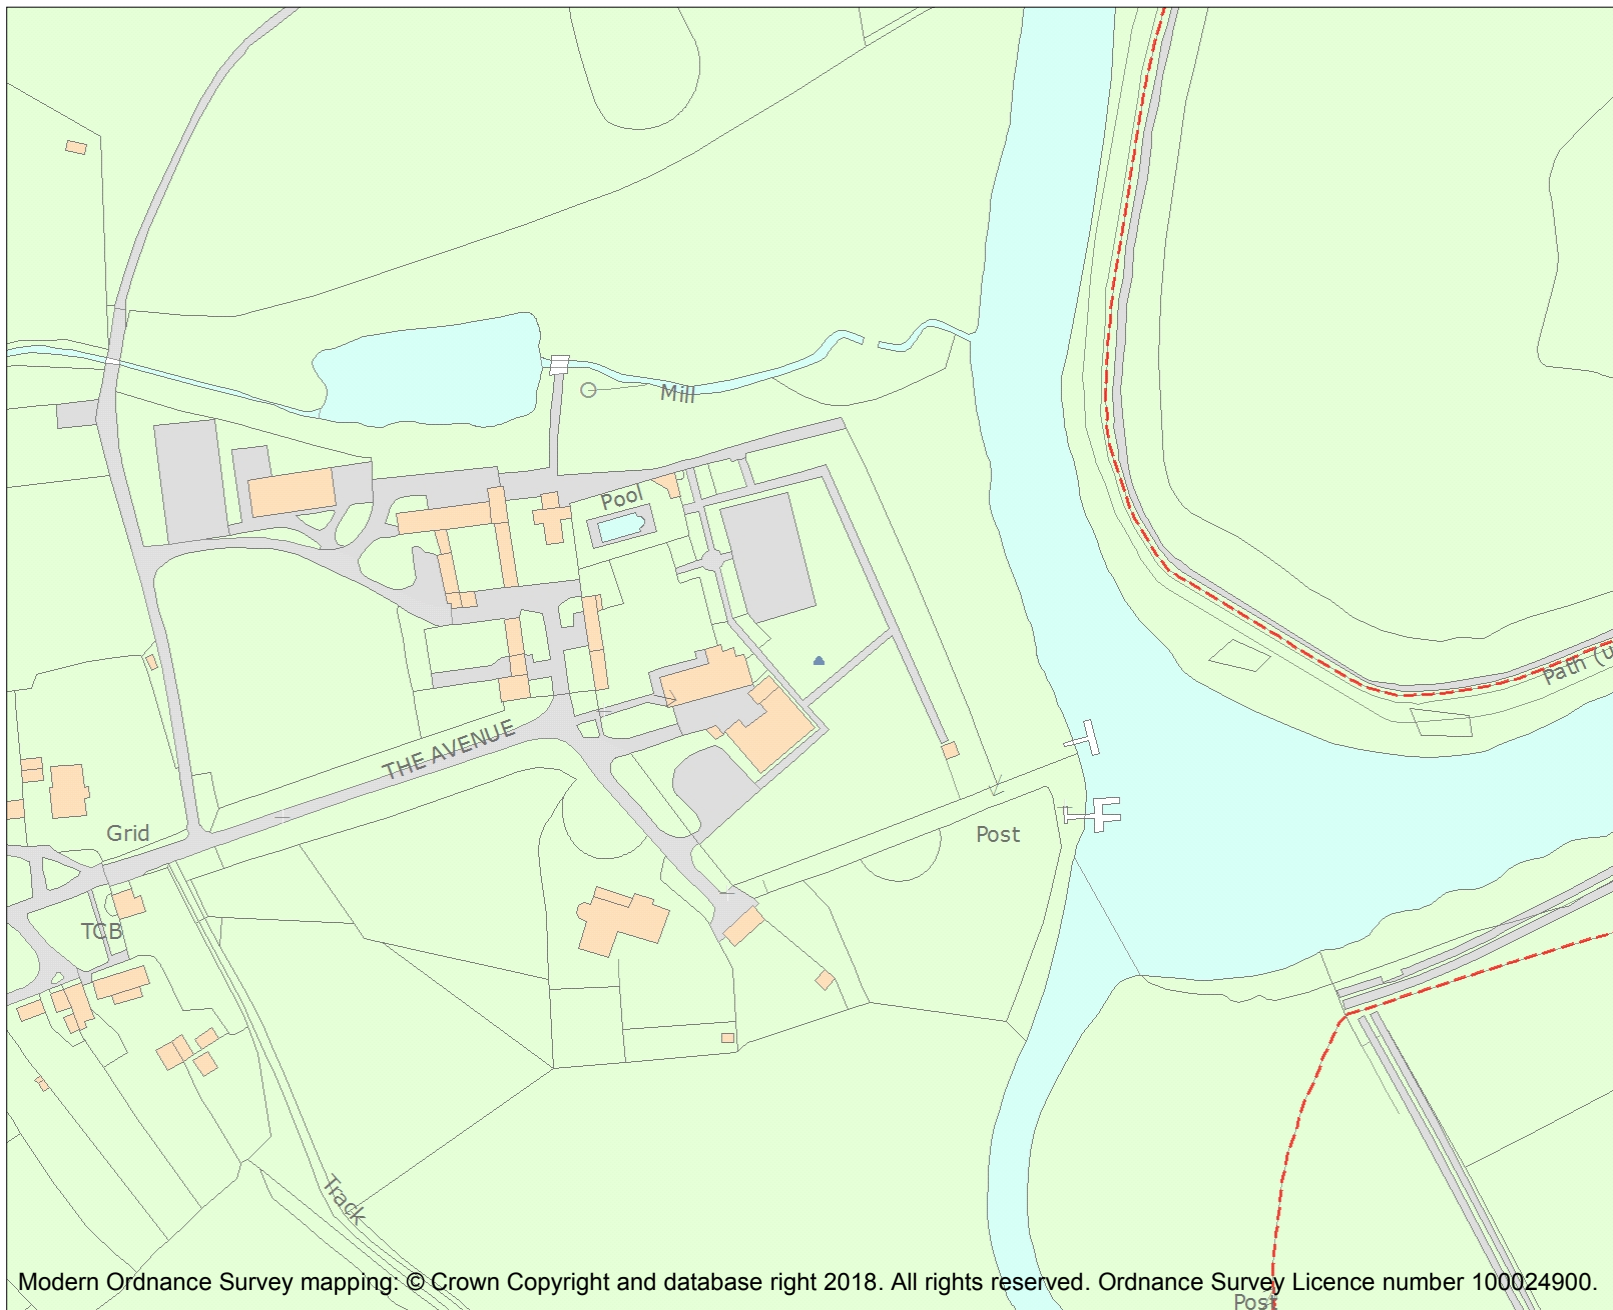 Mill
Pool
Path (u
THE AVENUE
Grid
Post
TCB
Track
Modern Ordnance Survey mapping: © Crown Copyright and database right 2018. All rights reserved. Ordnance Survey Licence number 100024900.
Post